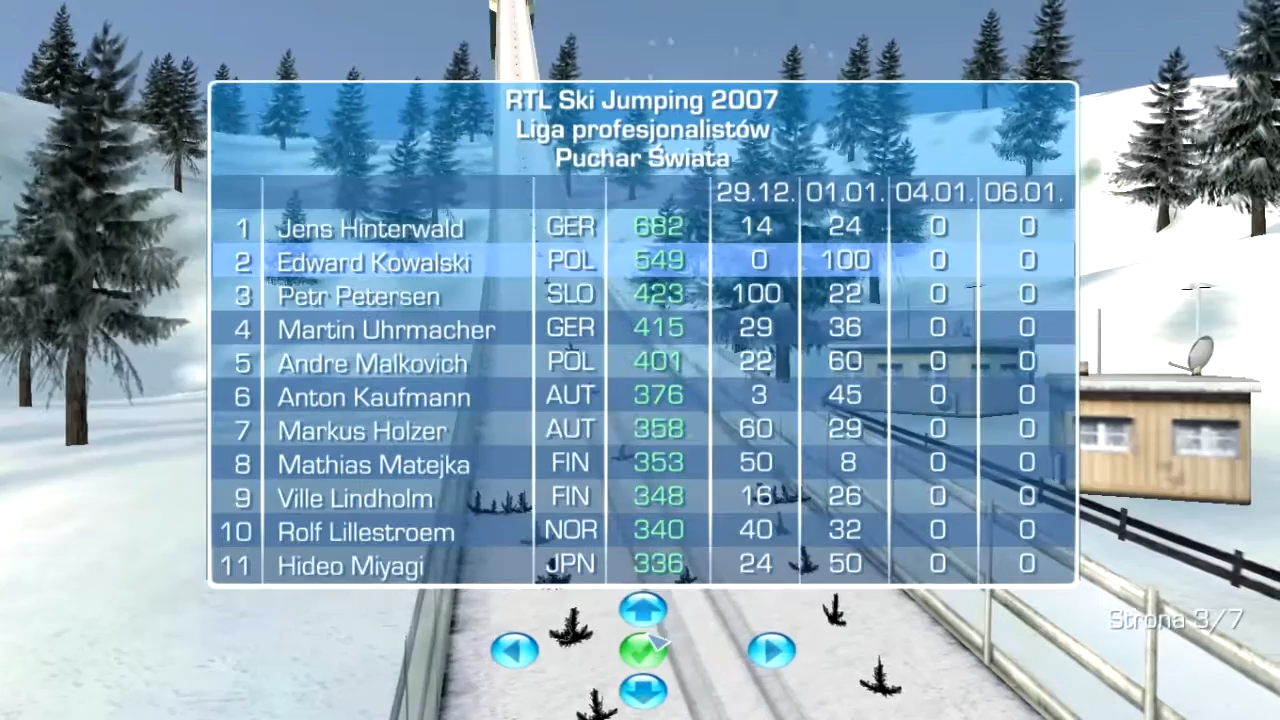 RTL Ski Jumping 2007
Liga profesjonalistów
Puchar Świata
29.12. 01.01. 04.01. 06.01.
1 Jens Hinterwald GER 682 14 24 0 0
2 Edward Kowalski POL 549 0 100 0 0
3 Petr Petersen SLO 423 100 22 0 0
4 Martin Uhrmacher GER 415 29 36 0 0
5 Andre Malkovich POL 401 22 60 0 0
6 Anton Kaufmann AUT 376 3 45 0 0
7 Markus Holzer AUT 358 60 29 0 0
8 Mathias Matejka FIN 353 50 8 0 0
9 Ville Lindholm FIN 348 16 26 0 0
10 Rolf Lillestroem NOR 340 40 32 0 0
11 Hideo Miyagi JPN 336 24 50 0 0
Strona 3/7